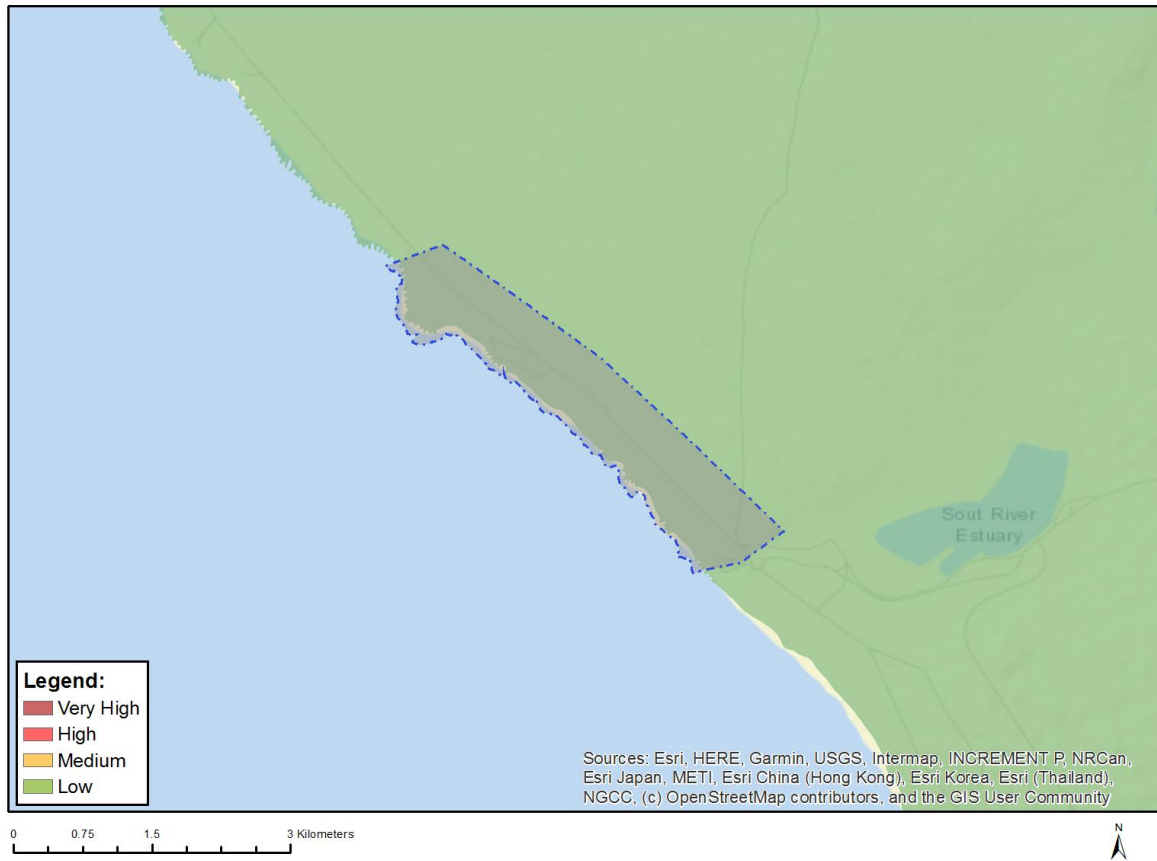 Sout River
Estuary
Legend:
Very High
High
Medium
Low
Sources: Esri, HERE, Garmin, USGS, Intermap, INCREMENT P, NRCan,
Esri Japan, METI, Esri China (Hong Kong), Esri Korea, Esri (Thailand),
NGCC, (c) OpenStreetMap contributors, and the GIS User Community
0 0.75 1.5 3 Kilometers
N